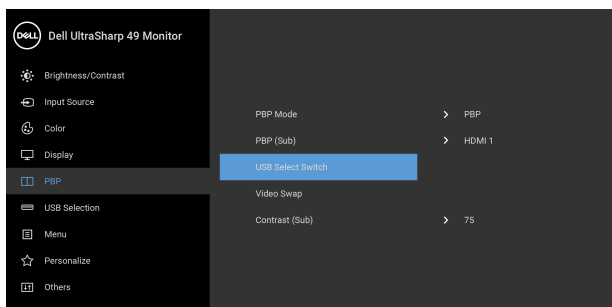 DELL Dell UltraSharp 49 Monitor
Brightness/Contrast
Input Source
Color
Display
PBP
USB Selection
Menu
Personalize
Others
PBP Mode > PBP
PBP (Sub) > HDMI 1
USB Select Switch
Video Swap
Contrast (Sub) > 75